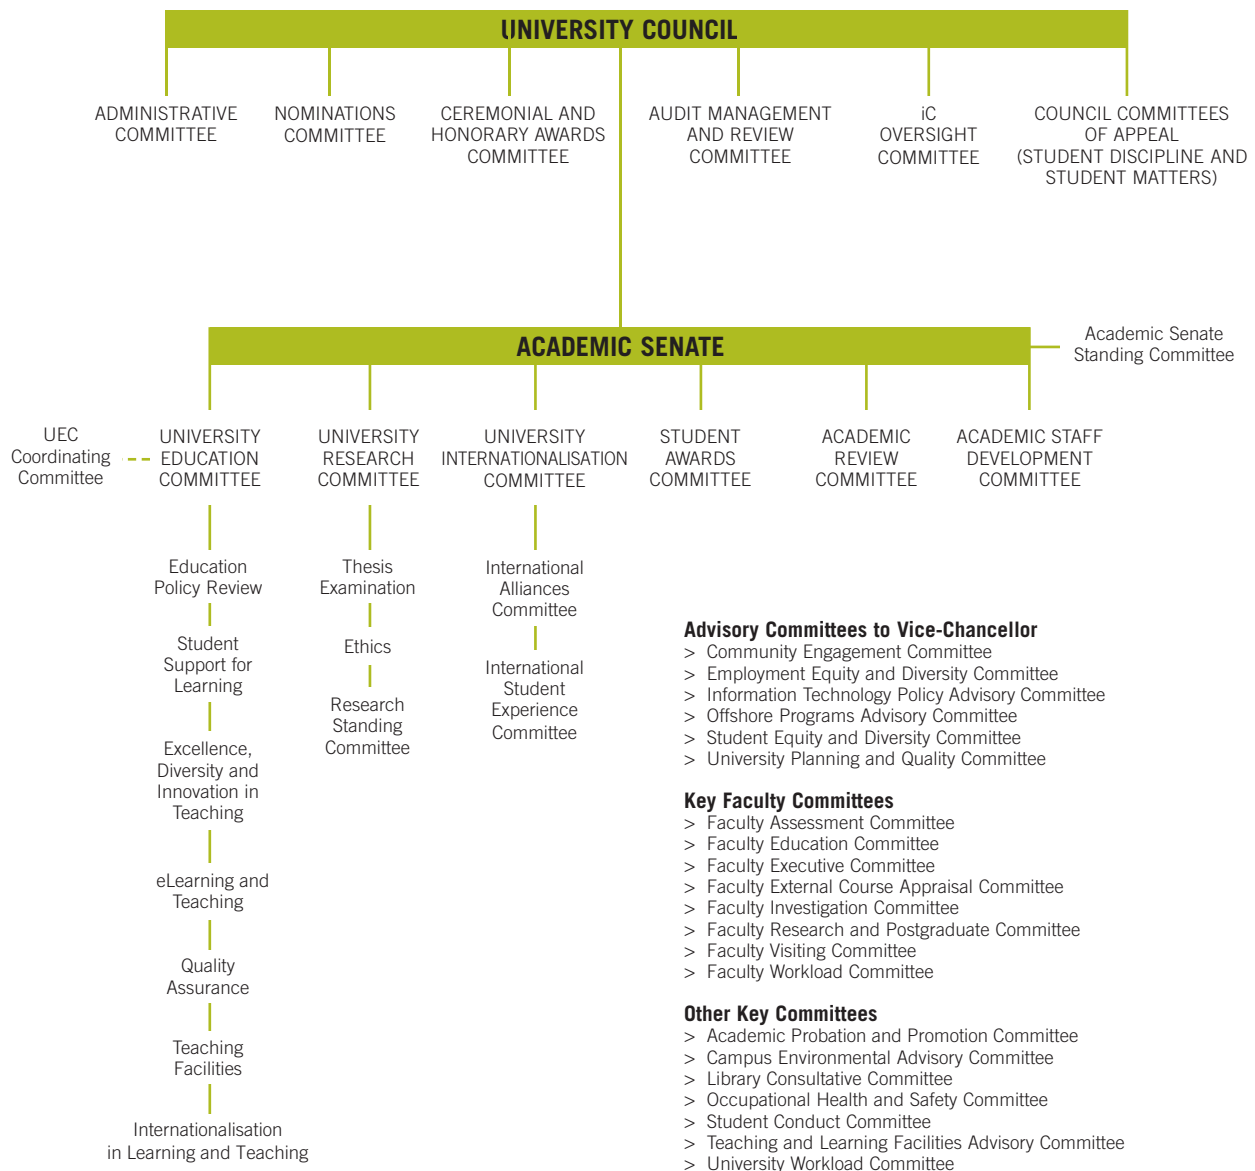 UNIVERSITY COUNCIL
ADMINISTRATIVE
COMMITTEE
NOMINATIONS
COMMITTEE
CEREMONIAL AND
HONORARY AWARDS
COMMITTEE
AUDIT MANAGEMENT
AND REVIEW
COMMITTEE
iC
OVERSIGHT
COMMITTEE
COUNCIL COMMITTEES
OF APPEAL
(STUDENT DISCIPLINE AND
STUDENT MATTERS)
ACADEMIC SENATE
Academic Senate
Standing Committee
UEC
Coordinating
Committee
UNIVERSITY
EDUCATION
COMMITTEE
UNIVERSITY
RESEARCH
COMMITTEE
UNIVERSITY
INTERNATIONALISATION
COMMITTEE
STUDENT
AWARDS
COMMITTEE
ACADEMIC
REVIEW
COMMITTEE
ACADEMIC STAFF
DEVELOPMENT
COMMITTEE
Education
Policy Review
Student
Support for
Learning
Excellence,
Diversity and
Innovation in
Teaching
eLearning and
Teaching
Quality
Assurance
Teaching
Facilities
Internationalisation
in Learning and Teaching
Thesis
Examination
Ethics
Research
Standing
Committee
International
Alliances
Committee
International
Student
Experience
Committee
Advisory Committees to Vice-Chancellor
> Community Engagement Committee
> Employment Equity and Diversity Committee
> Information Technology Policy Advisory Committee
> Offshore Programs Advisory Committee
> Student Equity and Diversity Committee
> University Planning and Quality Committee
Key Faculty Committees
> Faculty Assessment Committee
> Faculty Education Committee
> Faculty Executive Committee
> Faculty External Course Appraisal Committee
> Faculty Investigation Committee
> Faculty Research and Postgraduate Committee
> Faculty Visiting Committee
> Faculty Workload Committee
Other Key Committees
> Academic Probation and Promotion Committee
> Campus Environmental Advisory Committee
> Library Consultative Committee
> Occupational Health and Safety Committee
> Student Conduct Committee
> Teaching and Learning Facilities Advisory Committee
> University Workload Committee